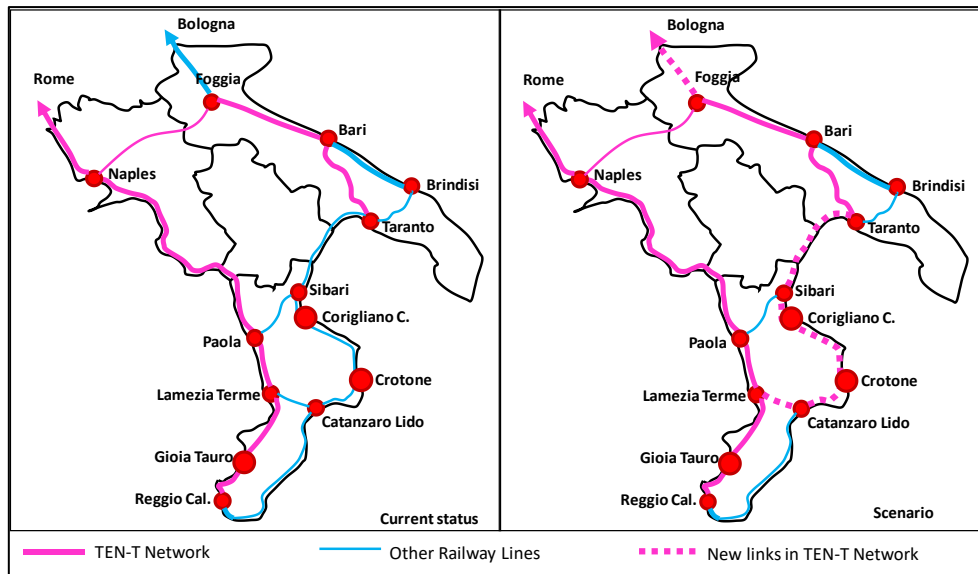 Bologna
Rome
Foggia
Bari
Naples
Brindisi
Taranto
Sibari
Corigliano C.
Paola
Crotone
Lamezia Terme
Catanzaro Lido
Gioia Tauro
Reggio Cal.
Current status
Bologna
Rome
Foggia
Bari
Naples
Brindisi
Taranto
Sibari
Corigliano C.
Paola
Crotone
Lamezia Terme
Catanzaro Lido
Gioia Tauro
Reggio Cal.
Scenario
TEN-T Network
Other Railway Lines
New links in TEN-T Network